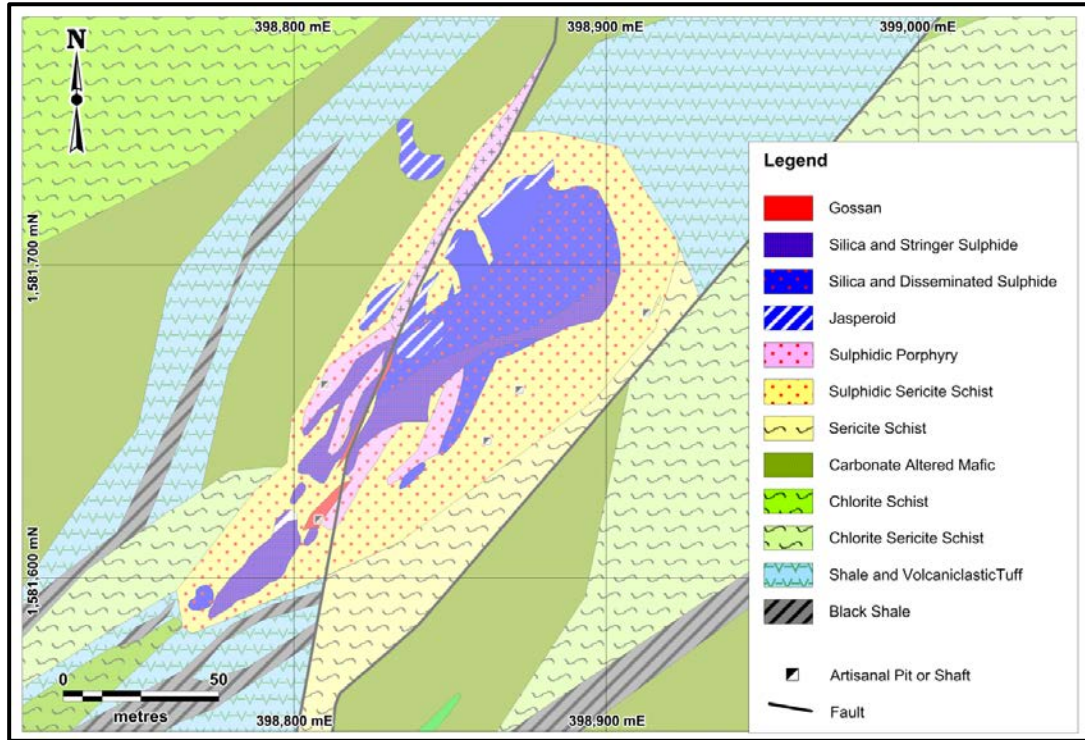 398,800 mE
398,900 mE
399,000 mE
N
1,581,700 mN
1,581,600 mN
Legend
Gossan
Silica and Stringer Sulphide
Silica and Disseminated Sulphide
Jasperoid
Sulphidic Porphyry
Sulphidic Sericite Schist
Sericite Schist
Carbonate Altered Mafic
Chlorite Schist
Chlorite Sericite Schist
Shale and VolcaniclasticTuff
Black Shale
Artisanal Pit or Shaft
Fault
0 50
metres
398,800 mE
398,900 mE